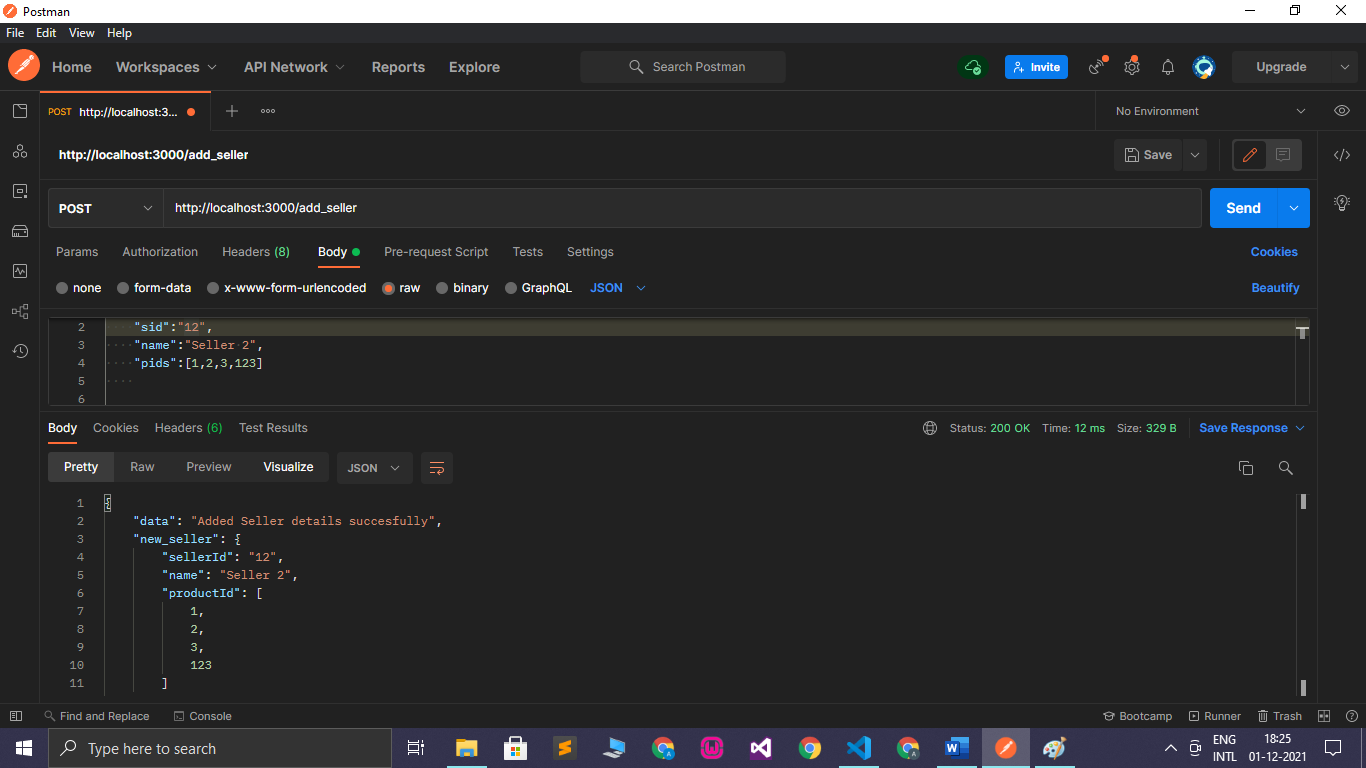 Postman
File Edit View Help
Home Workspaces API Network Reports Explore Search Postman Invite Upgrade
POST http://localhost:3... No Environment
http://localhost:3000/add_seller Save
POST http://localhost:3000/add_seller Send
Params Authorization Headers (8) Body Pre-request Script Tests Settings Cookies
none form-data x-www-form-urlencoded raw binary GraphQL JSON Beautify
2 "sid":"12",
3 "name":"Seller 2",
4 "pids":[1,2,3,123]
5
6
Body Cookies Headers (6) Test Results Status: 200 OK Time: 12 ms Size: 329 B Save Response
Pretty Raw Preview Visualize JSON
1 {
2 "data": "Added Seller details succesfully",
3 "new_seller": {
4 "sellerId": "12",
5 "name": "Seller 2",
6 "productId": [
7 1,
8 2,
9 3,
10 123
11 ]
Find and Replace Console Bootcamp Runner Trash
Type here to search ENG 18:25
INTL 01-12-2021